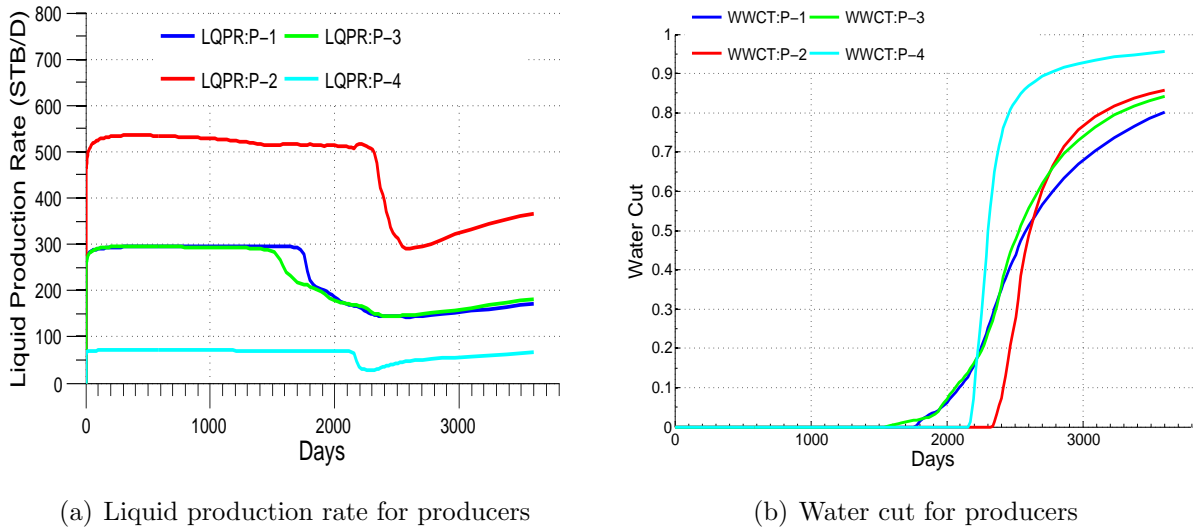 800
700
600
500
400
300
200
100
0
Liquid Production Rate (STB/D)
LQPR:P-1 LQPR:P-3
LQPR:P-2 LQPR:P-4
0 1000 2000 3000
Days
(a) Liquid production rate for producers
WWCT:P-1 WWCT:P-3
WWCT:P-2 WWCT:P-4
1
0.9
0.8
0.7
0.6
0.5
0.4
0.3
0.2
0.1
0
Water Cut
0 1000 2000 3000
Days
(b) Water cut for producers